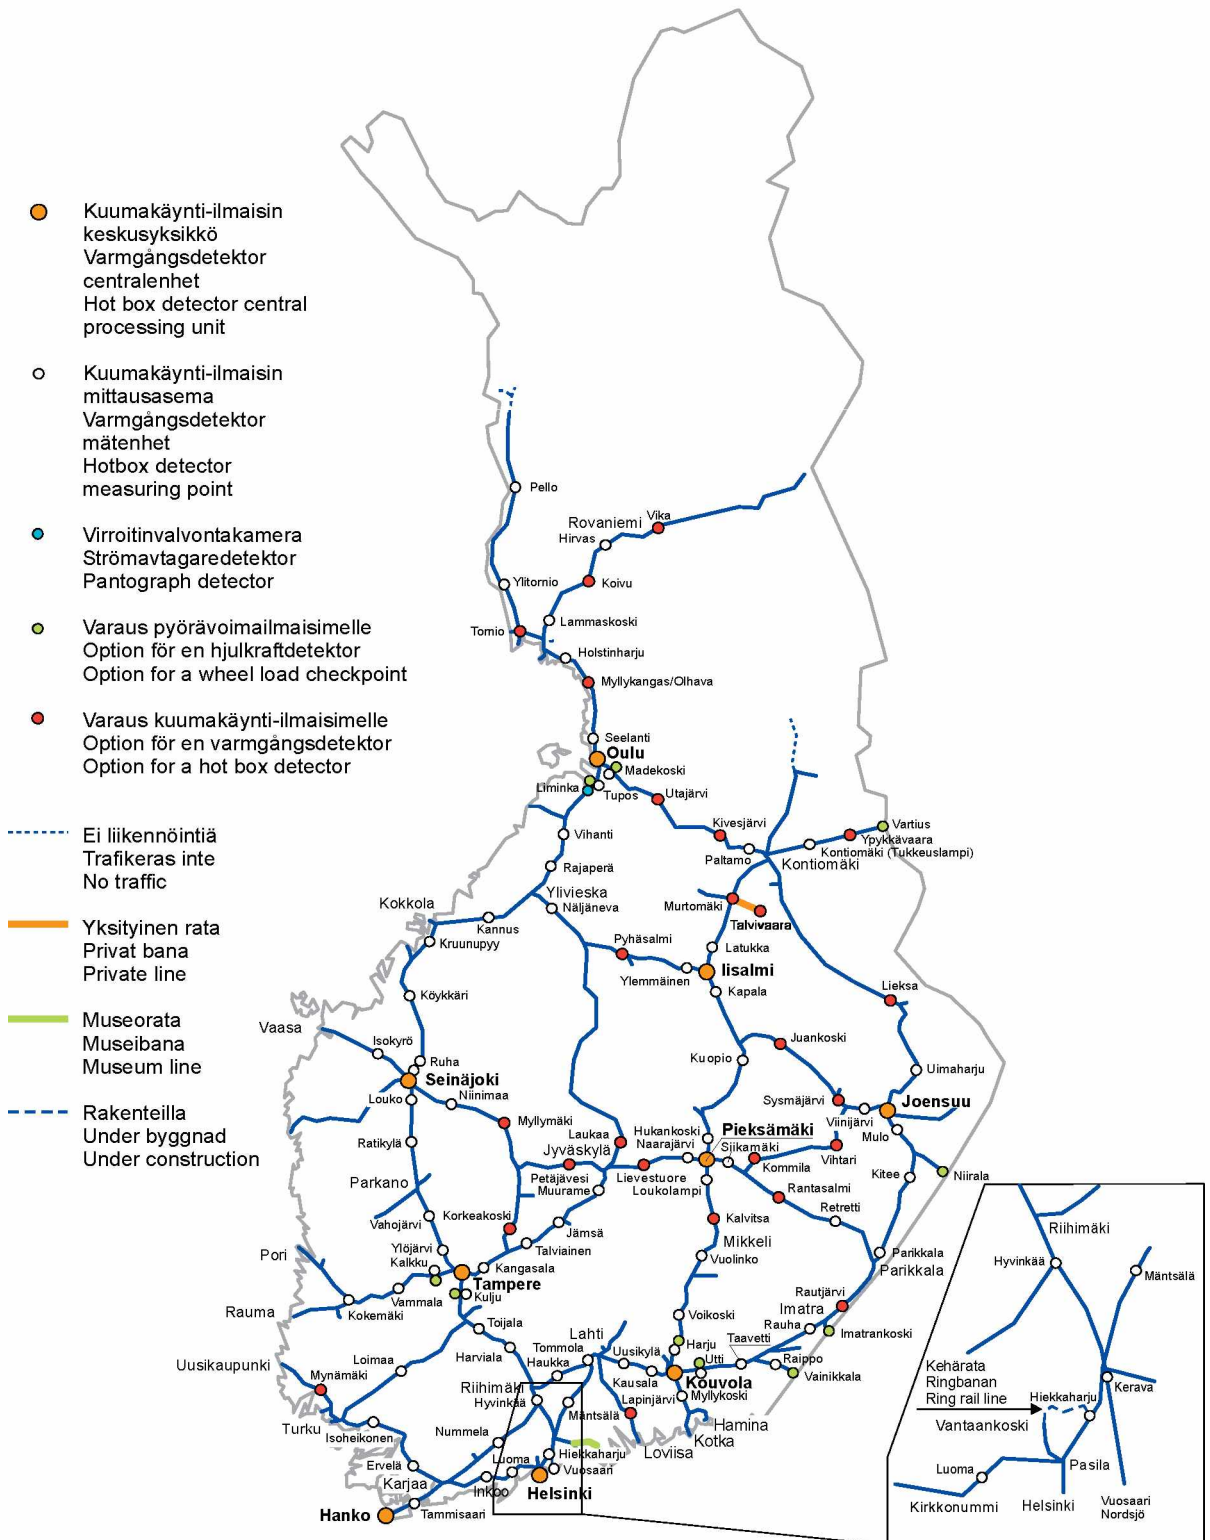 Kuumakäynti-ilmaisin
keskusyksikkö
Varmgångsdetektor
centralenhet
Hot box detector central
processing unit
Kuumakäynti-ilmaisin
mittausasema
Varmgångsdetektor
mätenhet
Hotbox detector
measuring point
Virroitinvalvontakamera
Strömavtagaredetektor
Pantograph detector
Varaus pyörävoimailmaisimelle
Option för en hjulkraftdetektor
Option for a wheel load checkpoint
Varaus kuumakäynti-ilmaisimelle
Option för en varmgångsdetektor
Option for a hot box detector
Ei liikennöintiä
Trafikeras inte
No traffic
Yksityinen rata
Privat bana
Private line
Museorata
Museibana
Museum line
Rakenteilla
Under byggnad
Under construction
Pello
Vika
Rovaniemi
Hirvas
Ylitornio
Koivu
Lammaskoski
Tornio
Holstinharju
Myllykangas/Olhava
Seelanti
Oulu
Madekoski
Liminka
Tupos
Utajärvi
Vihanti
Kivesjärvi
Vartius
Ypykkävaara
Kontiomäki (Tukkeuslampi)
Paltamo
Kontiomäki
Rajaperä
Ylivieska
Näljäneva
Murtomäki
Talvivaara
Kokkola
Kannus
Kruunupyy
Pyhäsalmi
Latukka
Ylemmäinen
Iisalmi
Kapala
Lieksa
Köykkäri
Vaasa
Isokyrö
Ruha
Seinäjoki
Louko
Niinimaa
Kuopio
Juankoski
Uimaharju
Sysmäjärvi
Joensuu
Viinijärvi
Mulo
Myllymäki
Laukaa
Jyväskylä
Hukankoski
Naarajärvi
Pieksämäki
Siikamäki
Kommila
Vihtari
Ratikylä
Petäjävesi
Muurame
Lievestuore
Loukolampi
Rantasalmi
Kitee
Niirala
Parkano
Vahojärvi
Korkeakoski
Jämsä
Talviainen
Kalvitsa
Retretti
Mikkeli
Vuolinko
Parikkala
Parikkala
Pori
Ylöjärvi
Kalkku
Kangasala
Tampere
Kulju
Vammala
Kokemäki
Rauma
Toijala
Harviala
Voikoski
Rautjärvi
Imatra
Rauha
Imatrankoski
Lahti
Tommola
Haukka
Uusikylä
Harju
Taavetti
Utti
Raippo
Vainikkala
Kausala
Kouvola
Myllykoski
Uusikaupunki
Mynämäki
Loimaa
Riihimäki
Hyvinkää
Mäntsälä
Lapinjärvi
Hamina
Kotka
Loviisa
Turku
Isoheikonen
Nummela
Hiekkaharju
Luoma
Vuosaari
Ervelä
Karjaa
Inkoo
Helsinki
Hanko
Tammisaari
Riihimäki
Hyvinkää
Mäntsälä
Kehärata
Ringbanan
Ring rail line
Hiekkaharju
Kerava
Vantaankoski
Luoma
Pasila
Kirkkonummi
Helsinki
Vuosaari
Nordsjö